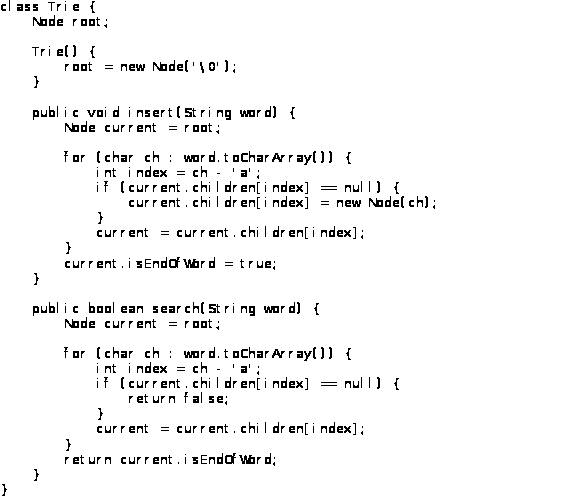 class Trie {
    Node root;

    Trie() {
        root = new Node('\0');
    }

    public void insert(String word) {
        Node current = root;

        for (char ch : word.toCharArray()) {
            int index = ch - 'a';
            if (current.children[index] == null) {
                current.children[index] = new Node(ch);
            }
            current = current.children[index];
        }
        current.isEndOfWord = true;
    }

    public boolean search(String word) {
        Node current = root;

        for (char ch : word.toCharArray()) {
            int index = ch - 'a';
            if (current.children[index] == null) {
                return false;
            }
            current = current.children[index];
        }
        return current.isEndOfWord;
    }
}